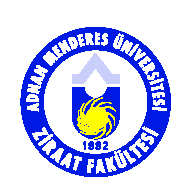 ADNAN MENDERES ÜNİVERSİTESİ
1992
ZİRAAT FAKÜLTESİ